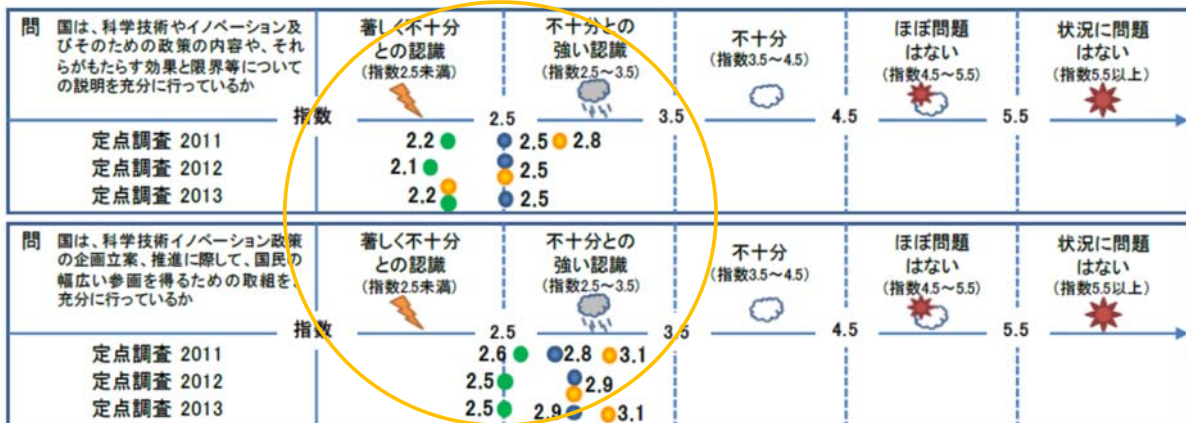 問 国は、科学技術やイノベーション及
びそのための政策の内容や、それ
らがもたらす効果と限界等について
の説明を充分に行っているか
著しく不十分
との認識
(指数2.5未満)
不十分との
強い認識
(指数2.5～3.5)
不十分
(指数3.5～4.5)
ほぼ問題
はない
(指数4.5～5.5)
状況に問題
はない
(指数5.5以上)
指数 2.5 3.5 4.5 5.5
定点調査 2011 2.2 2.5 2.8
定点調査 2012 2.1 2.5
定点調査 2013 2.2 2.5
問 国は、科学技術イノベーション政策
の企画立案、推進に際して、国民の
幅広い参画を得るための取組を、
充分に行っているか
著しく不十分
との認識
(指数2.5未満)
不十分との
強い認識
(指数2.5～3.5)
不十分
(指数3.5～4.5)
ほぼ問題
はない
(指数4.5～5.5)
状況に問題
はない
(指数5.5以上)
指数 2.5 3.5 4.5 5.5
定点調査 2011 2.6 2.8 3.1
定点調査 2012 2.5 2.9
定点調査 2013 2.5 2.9 3.1